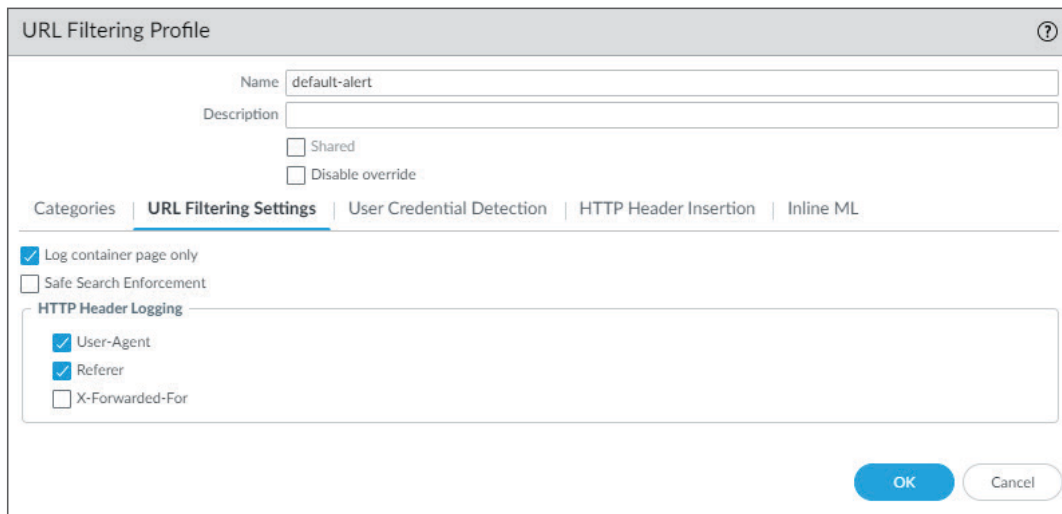 URL Filtering Profile ?
Name default-alert
Description
Shared
Disable override
Categories | URL Filtering Settings | User Credential Detection | HTTP Header Insertion | Inline ML
Log container page only
Safe Search Enforcement
HTTP Header Logging
User-Agent
Referer
X-Forwarded-For
OK Cancel